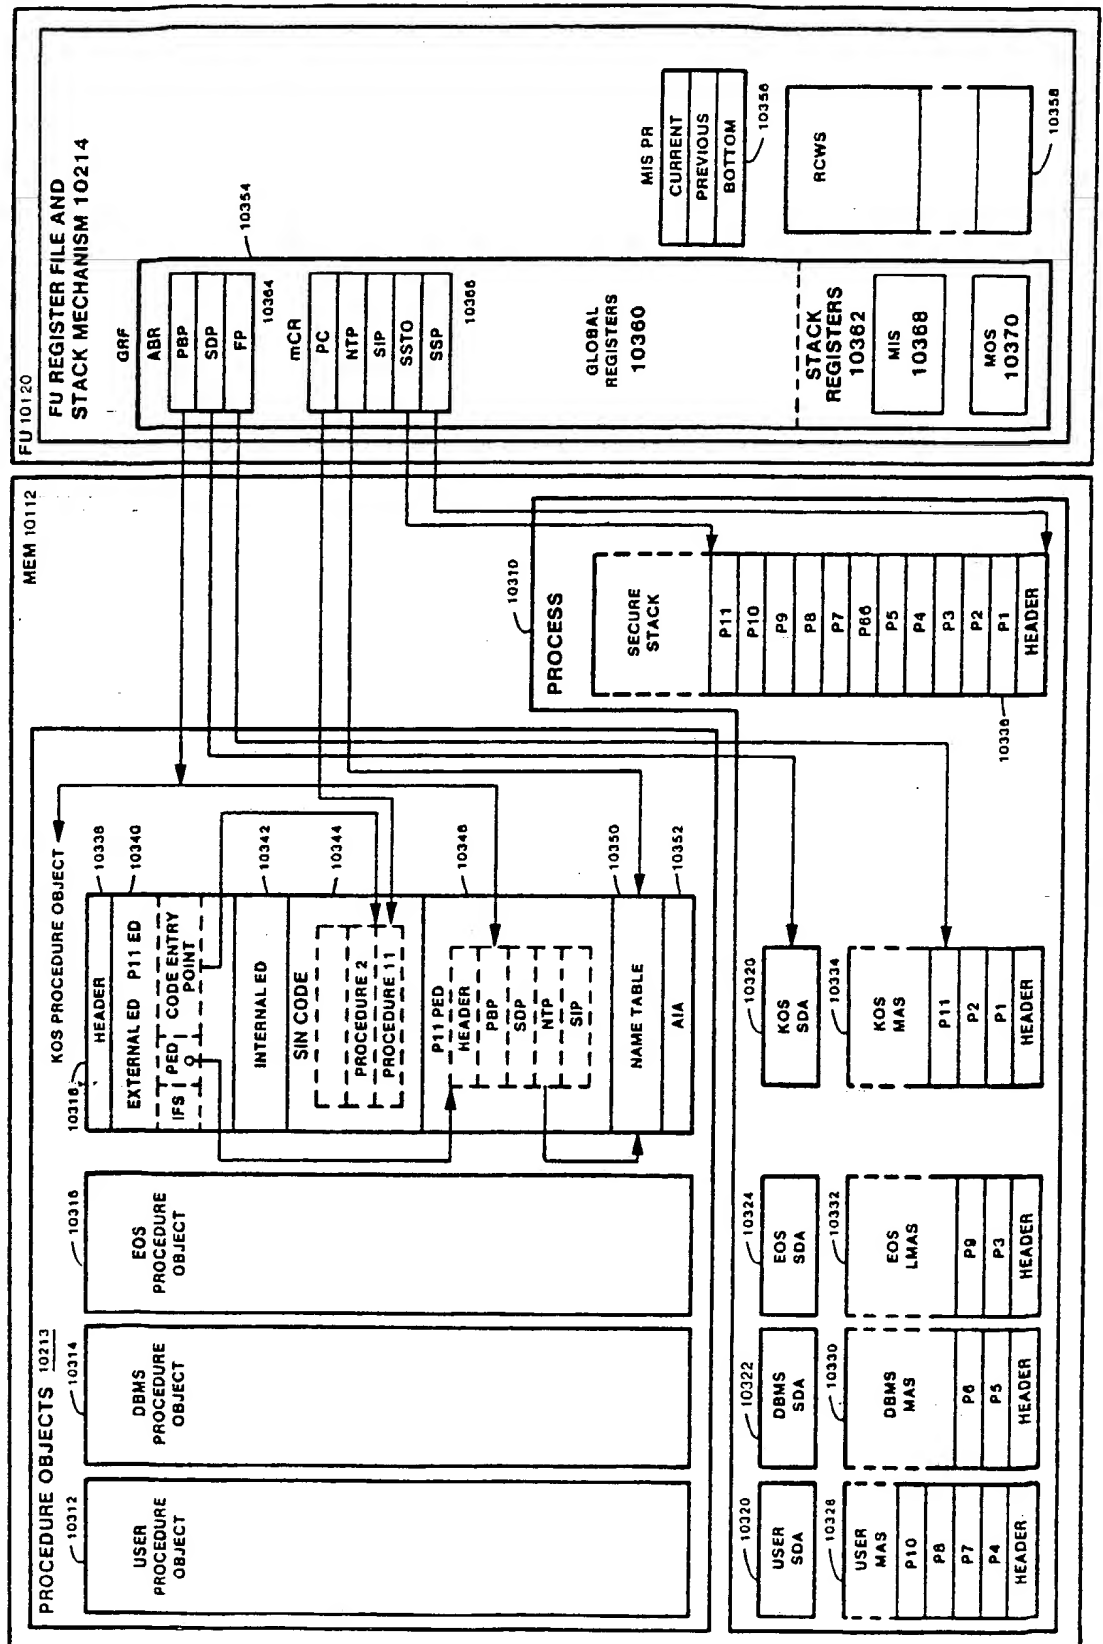 MEM 10112
PROCEDURE OBJECTS 10213
10312
USER
PROCEDURE
OBJECT
10314
DBMS
PROCEDURE
OBJECT
10316
EOS
PROCEDURE
OBJECT
KOS PROCEDURE OBJECT
10318
HEADER
10338
EXTERNAL ED P11 ED
10340
IFS
PED
CODE ENTRY
POINT
INTERNAL ED
10342
SIN CODE
10344
PROCEDURE 2
PROCEDURE 11
10348
P11 PED
HEADER
PBP
SDP
NTP
SIP
NAME TABLE
10350
AIA
10352
10310
PROCESS
10320
USER
SDA
10322
DBMS
SDA
10324
EOS
SDA
10320
KOS
SDA
10328
USER
MAS
P10
P8
P7
P4
HEADER
10330
DBMS
MAS
P6
P5
HEADER
10332
EOS
LMAS
P9
P3
HEADER
10334
KOS
MAS
P11
P2
P1
HEADER
SECURE
STACK
P11
P10
P9
P8
P7
P66
P5
P4
P3
P2
P1
HEADER
10336
FU 10120
FU REGISTER FILE AND
STACK MECHANISM 10214
10354
GRF
ABR
PBP
SDP
FP
10364
mCR
PC
NTP
SIP
SSTO
SSP
10366
GLOBAL
REGISTERS
10360
STACK
REGISTERS
10362
MIS
10368
MOS
10370
MIS PR
CURRENT
PREVIOUS
BOTTOM
10356
RCWS
10358